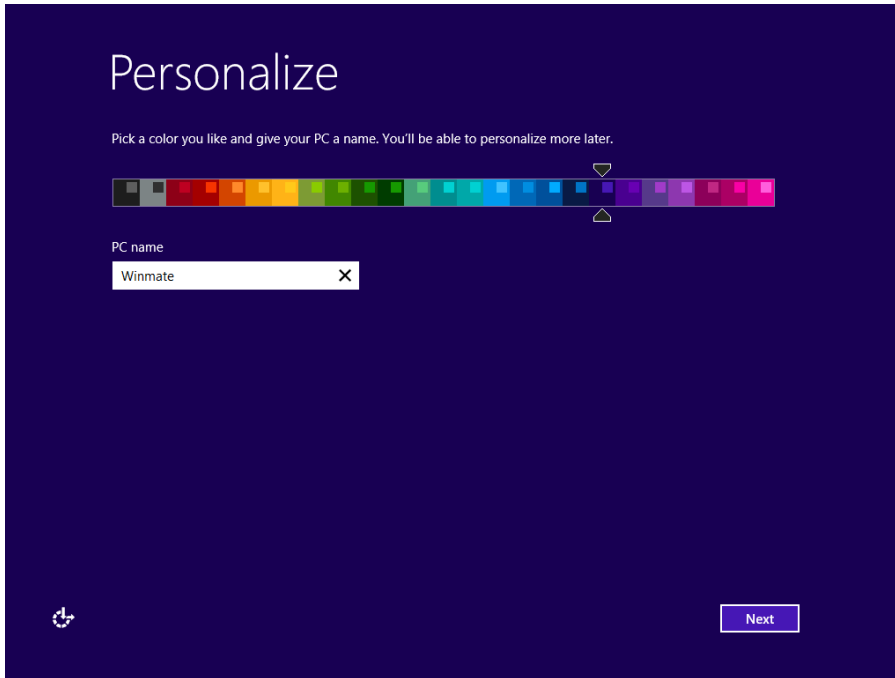 Personalize
Pick a color you like and give your PC a name. You'll be able to personalize more later.
PC name
Winmate
Next